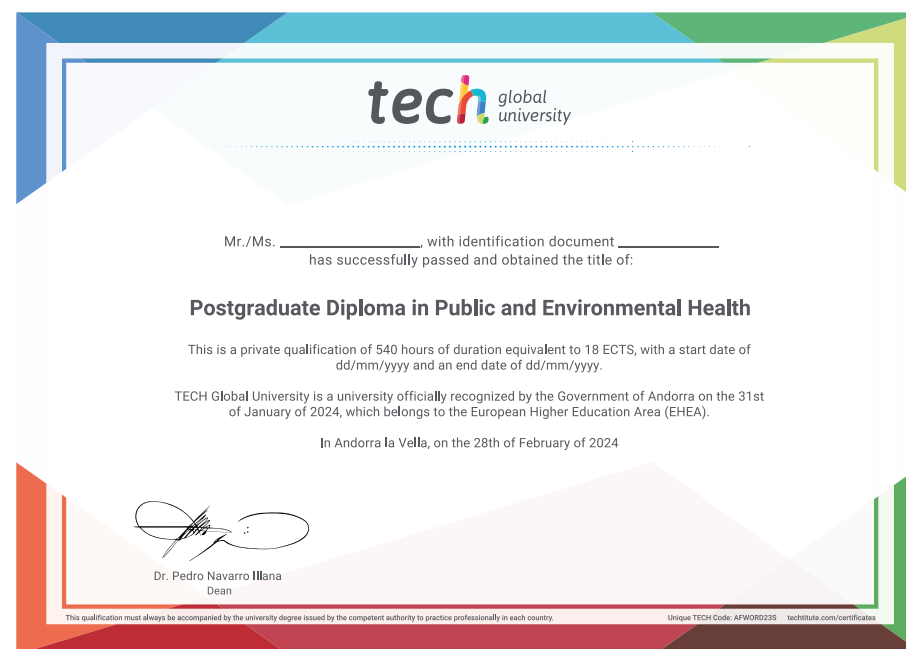 tech global university
Mr./Ms. ____________________, with identification document ______________
has successfully passed and obtained the title of:
Postgraduate Diploma in Public and Environmental Health
This is a private qualification of 540 hours of duration equivalent to 18 ECTS, with a start date of
dd/mm/yyyy and an end date of dd/mm/yyyy.
TECH Global University is a university officially recognized by the Government of Andorra on the 31st
of January of 2024, which belongs to the European Higher Education Area (EHEA).
In Andorra la Vella, on the 28th of February of 2024
Dr. Pedro Navarro Illana
Dean
This qualification must always be accompanied by the university degree issued by the competent authority to practice professionally in each country.
Unique TECH Code: AFWORD23S techtitute.com/certificates